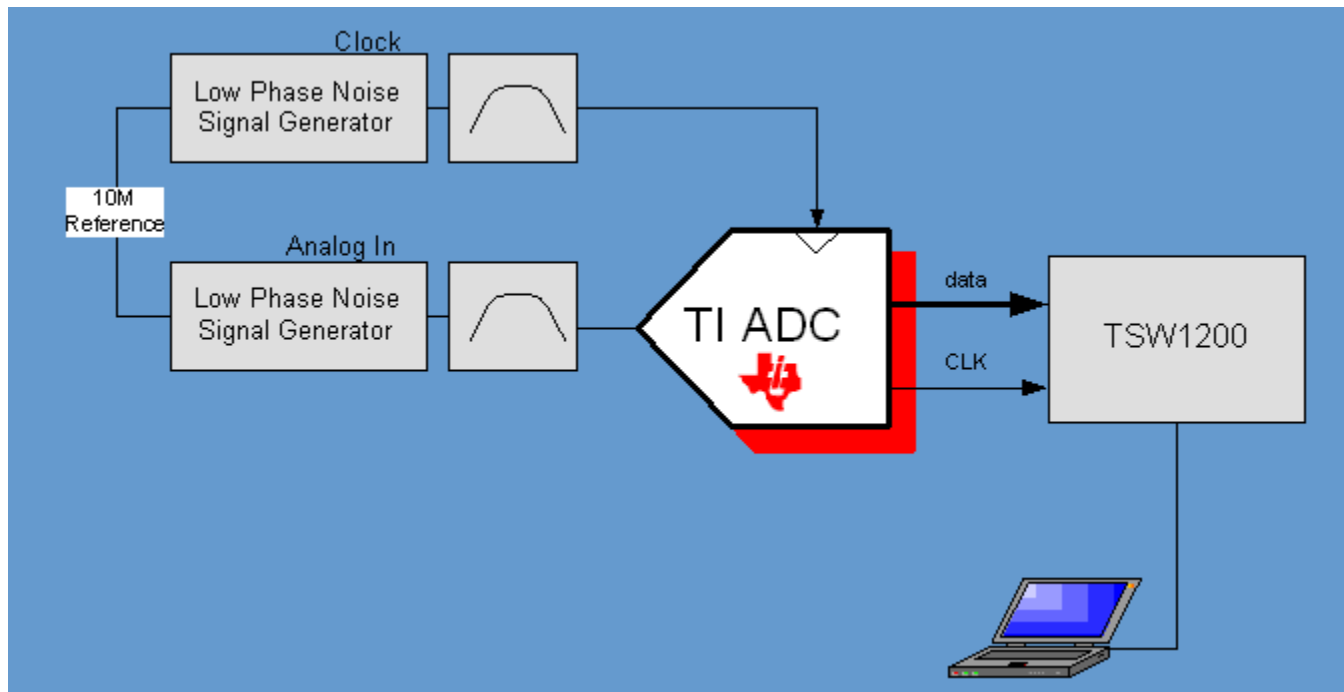 Clock
Low Phase Noise
Signal Generator
10M
Reference
Analog In
Low Phase Noise
Signal Generator
TI ADC
data
CLK
TSW1200